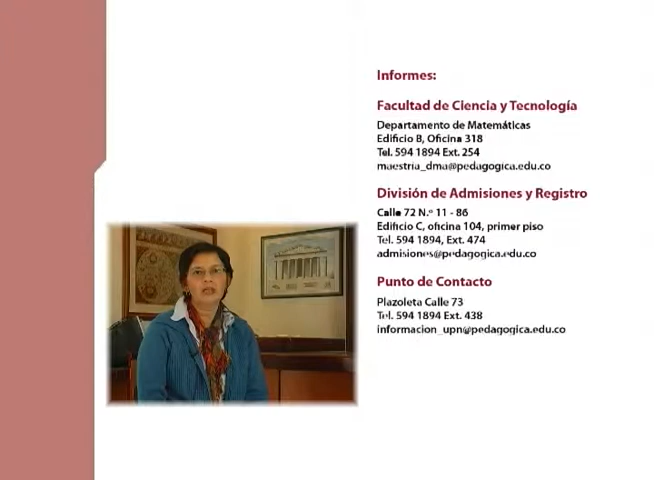 Informes:
Facultad de Ciencia y Tecnología
Departamento de Matemáticas
Edificio B, Oficina 318
Tel. 594 1894 Ext. 254
maestria_dma@pedagogica.edu.co
División de Admisiones y Registro
Calle 72 N.º 11 - 86
Edificio C, oficina 104, primer piso
Tel. 594 1894, Ext. 474
admisiones@pedagogica.edu.co
Punto de Contacto
Plazoleta Calle 73
Tel. 594 1894 Ext. 438
informacion_upn@pedagogica.edu.co